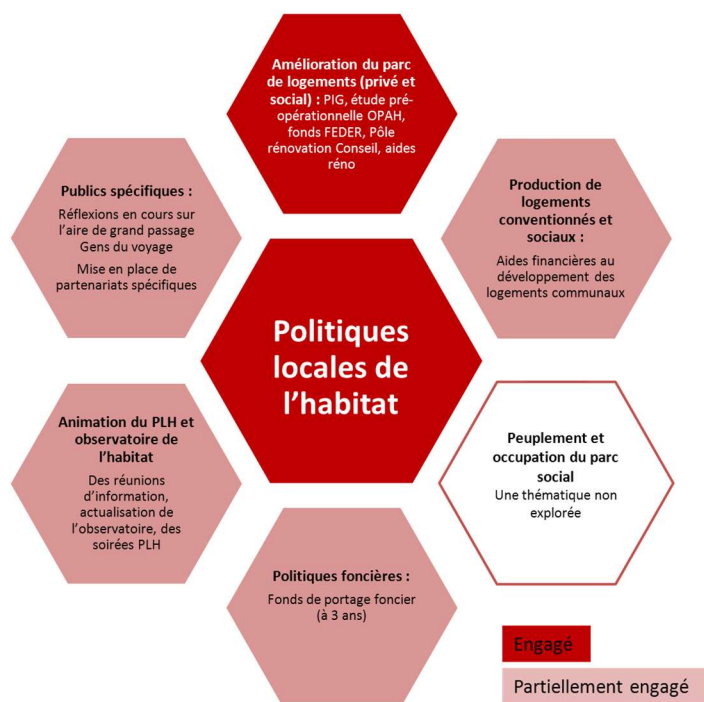 Amélioration du parc
de logements (privé et
social) : PIG, étude pré-
opérationnelle OPAH,
fonds FEDER, Pôle
rénovation Conseil, aides
réno
Publics spécifiques :
Réflexions en cours sur
l'aire de grand passage
Gens du voyage
Mise en place de
partenariats spécifiques
Production de
logements
conventionnés et
sociaux :
Aides financières au
développement des
logements communaux
Politiques
locales de
l'habitat
Animation du PLH et
observatoire de
l'habitat
Des réunions
d'information,
actualisation de
l'observatoire, des
soirées PLH
Peuplement et
occupation du parc
social
Une thématique non
explorée
Politiques foncières :
Fonds de portage foncier
(à 3 ans)
Engagé
Partiellement engagé